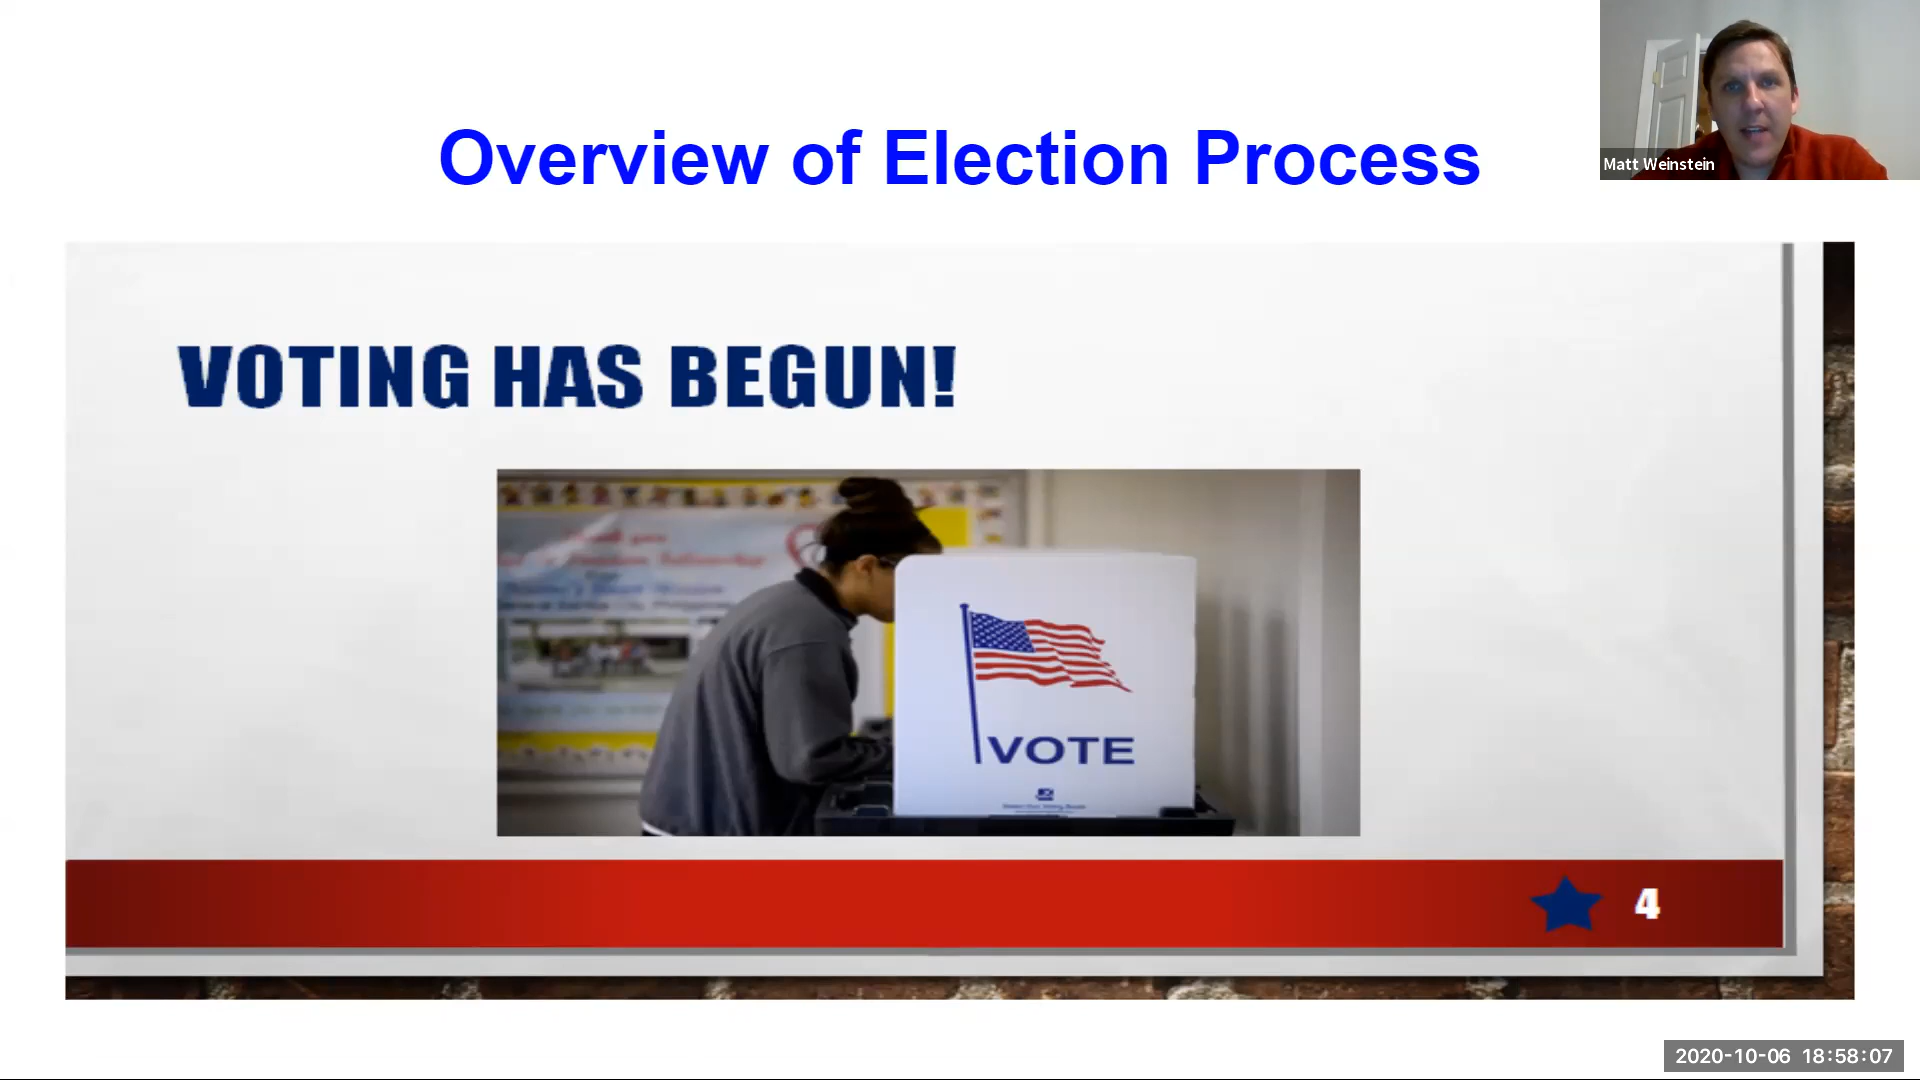 Overview of Election Process
Matt Weinstein
VOTING HAS BEGUN!
VOTE
4
2020-10-06 18:58:07